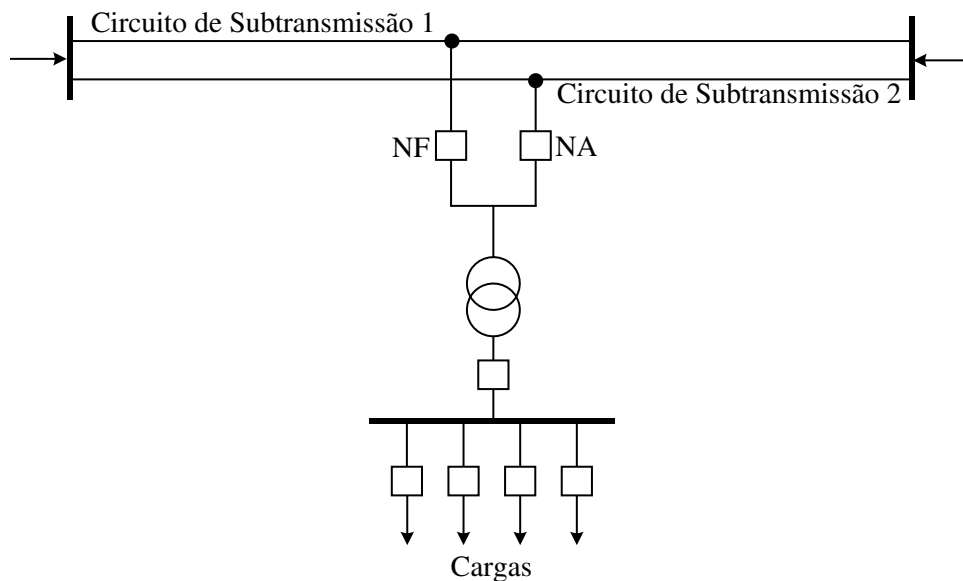 Circuito de Subtransmissão 1
Circuito de Subtransmissão 2
NF
NA
Cargas